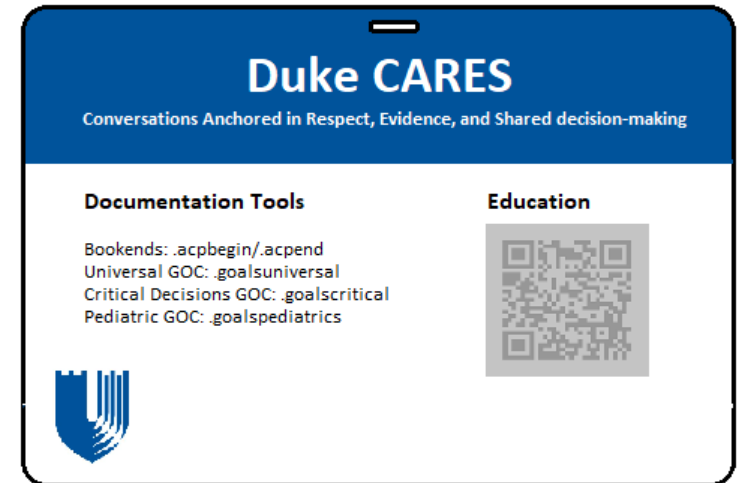 Duke CARES
Conversations Anchored in Respect, Evidence, and Shared decision-making
Documentation Tools
Bookends: .acpbegin/.acpend
Universal GOC: .goalsuniversal
Critical Decisions GOC: .goalscritical
Pediatric GOC: .goalspediatrics
Education